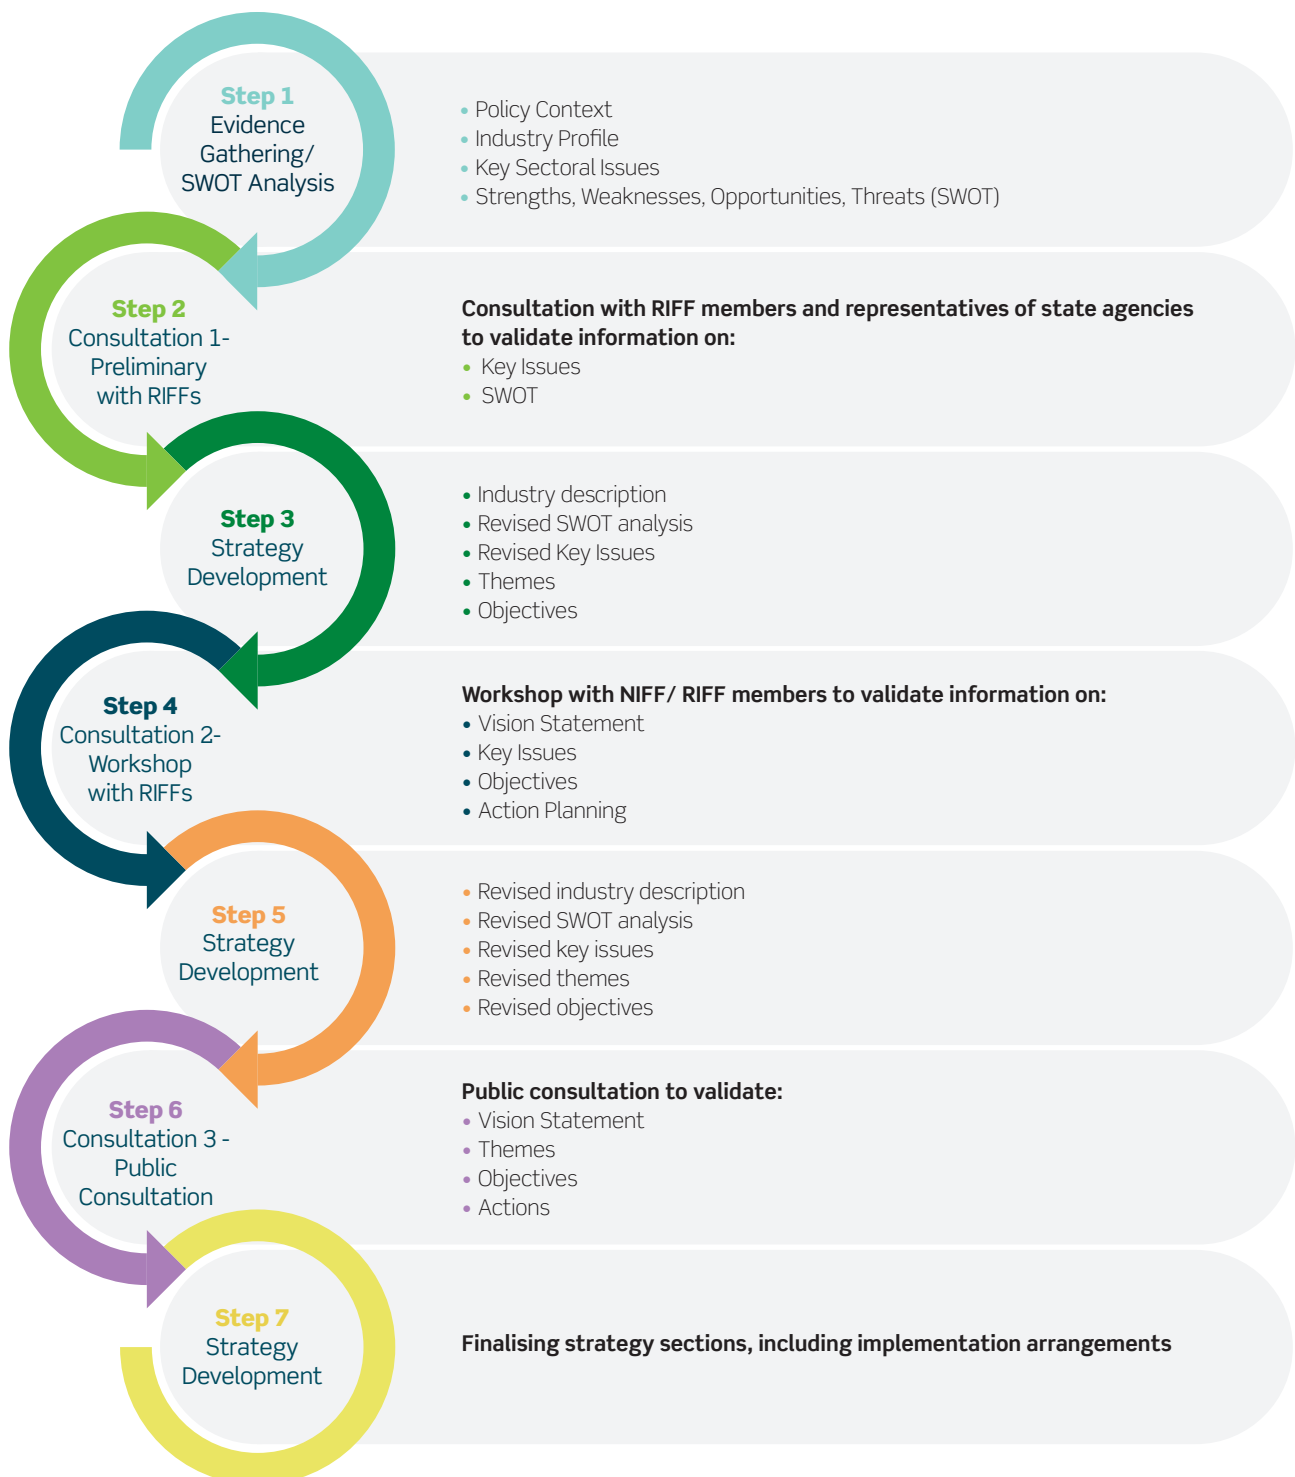 Step 1
Evidence
Gathering/
SWOT Analysis
• Policy Context
• Industry Profile
• Key Sectoral Issues
• Strengths, Weaknesses, Opportunities, Threats (SWOT)
Step 2
Consultation 1-
Preliminary
with RIFFs
Consultation with RIFF members and representatives of state agencies
to validate information on:
• Key Issues
• SWOT
Step 3
Strategy
Development
• Industry description
• Revised SWOT analysis
• Revised Key Issues
• Themes
• Objectives
Step 4
Consultation 2-
Workshop
with RIFFs
Workshop with NIFF/ RIFF members to validate information on:
• Vision Statement
• Key Issues
• Objectives
• Action Planning
Step 5
Strategy
Development
• Revised industry description
• Revised SWOT analysis
• Revised key issues
• Revised themes
• Revised objectives
Step 6
Consultation 3 -
Public
Consultation
Public consultation to validate:
• Vision Statement
• Themes
• Objectives
• Actions
Step 7
Strategy
Development
Finalising strategy sections, including implementation arrangements